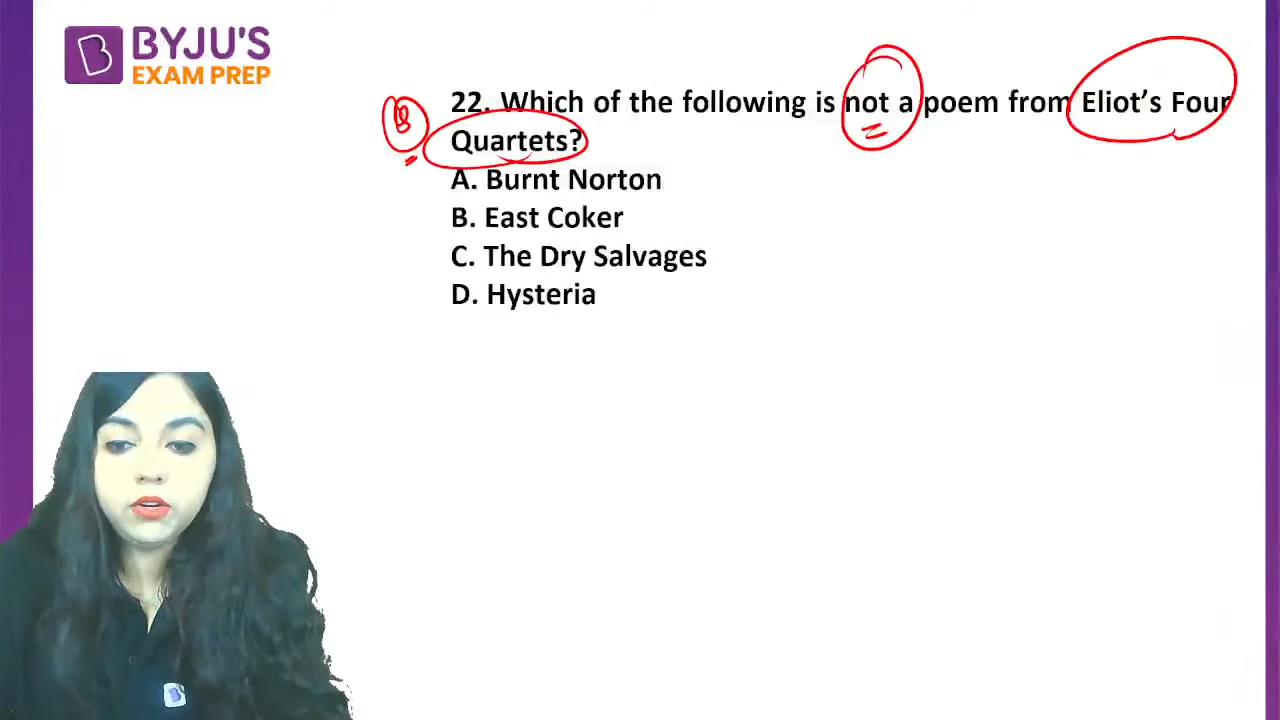 BYJU'S
EXAM PREP
22. Which of the following is not a poem from Eliot's Four
Quartets?
A. Burnt Norton
B. East Coker
C. The Dry Salvages
D. Hysteria